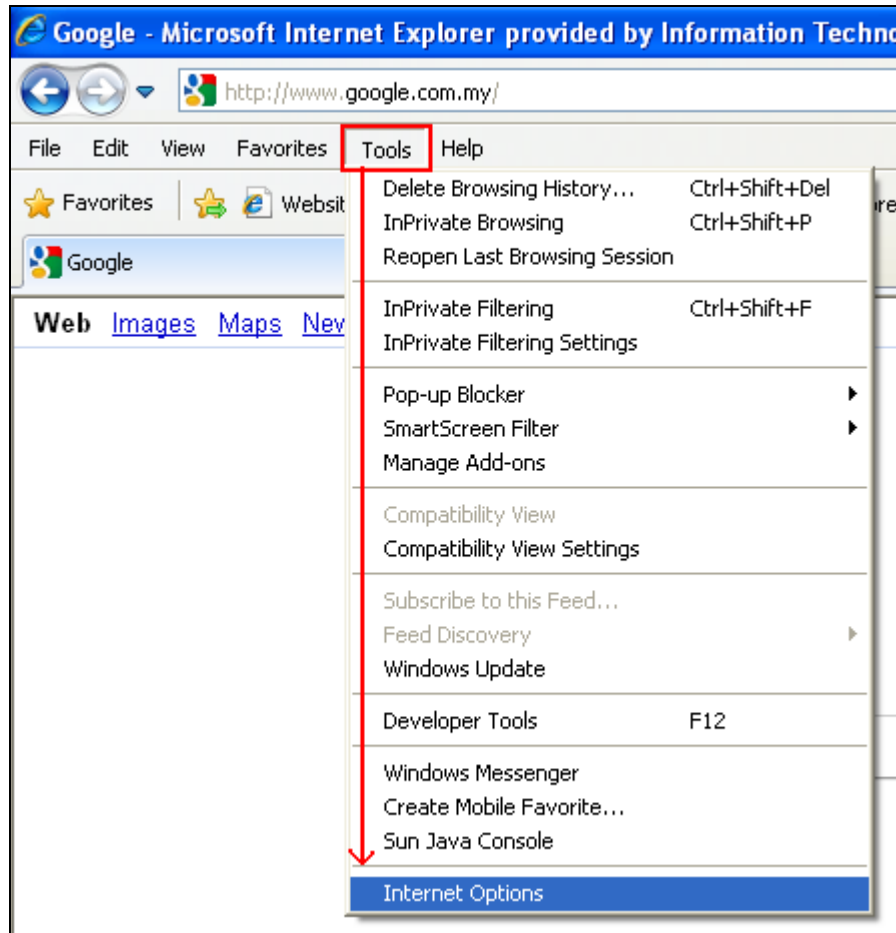 Google - Microsoft Internet Explorer provided by Information
http://www.google.com.my/
File Edit View Favorites Tools Help
Favorites
Google
Web Images Maps
Delete Browsing History... Ctrl+Shift+Del
InPrivate Browsing Ctrl+Shift+P
Reopen Last Browsing Session
InPrivate Filtering Ctrl+Shift+F
InPrivate Filtering Settings
Pop-up Blocker
SmartScreen Filter
Manage Add-ons
Compatibility View
Compatibility View Settings
Subscribe to this Feed...
Feed Discovery
Windows Update
Developer Tools F12
Windows Messenger
Create Mobile Favorite...
Sun Java Console
Internet Options